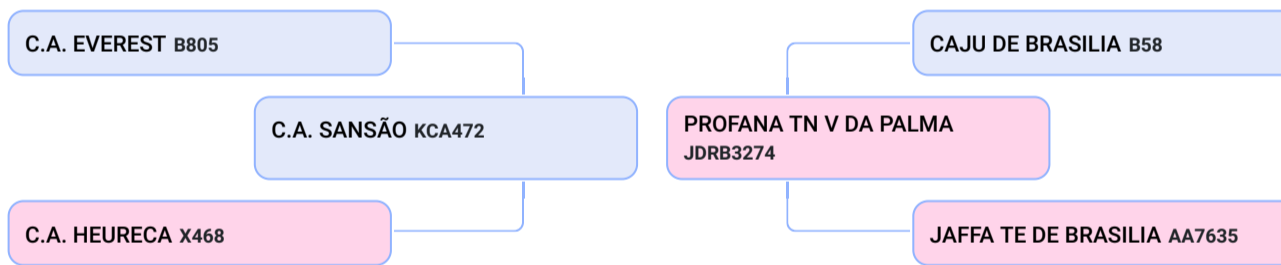 C.A. EVEREST B805
CAJU DE BRASILIA B58
C.A. SANSÃO KCA472
PROFANA TN V DA PALMA
JDRB3274
C.A. HEURECA X468
JAFFA TE DE BRASILIA AA7635